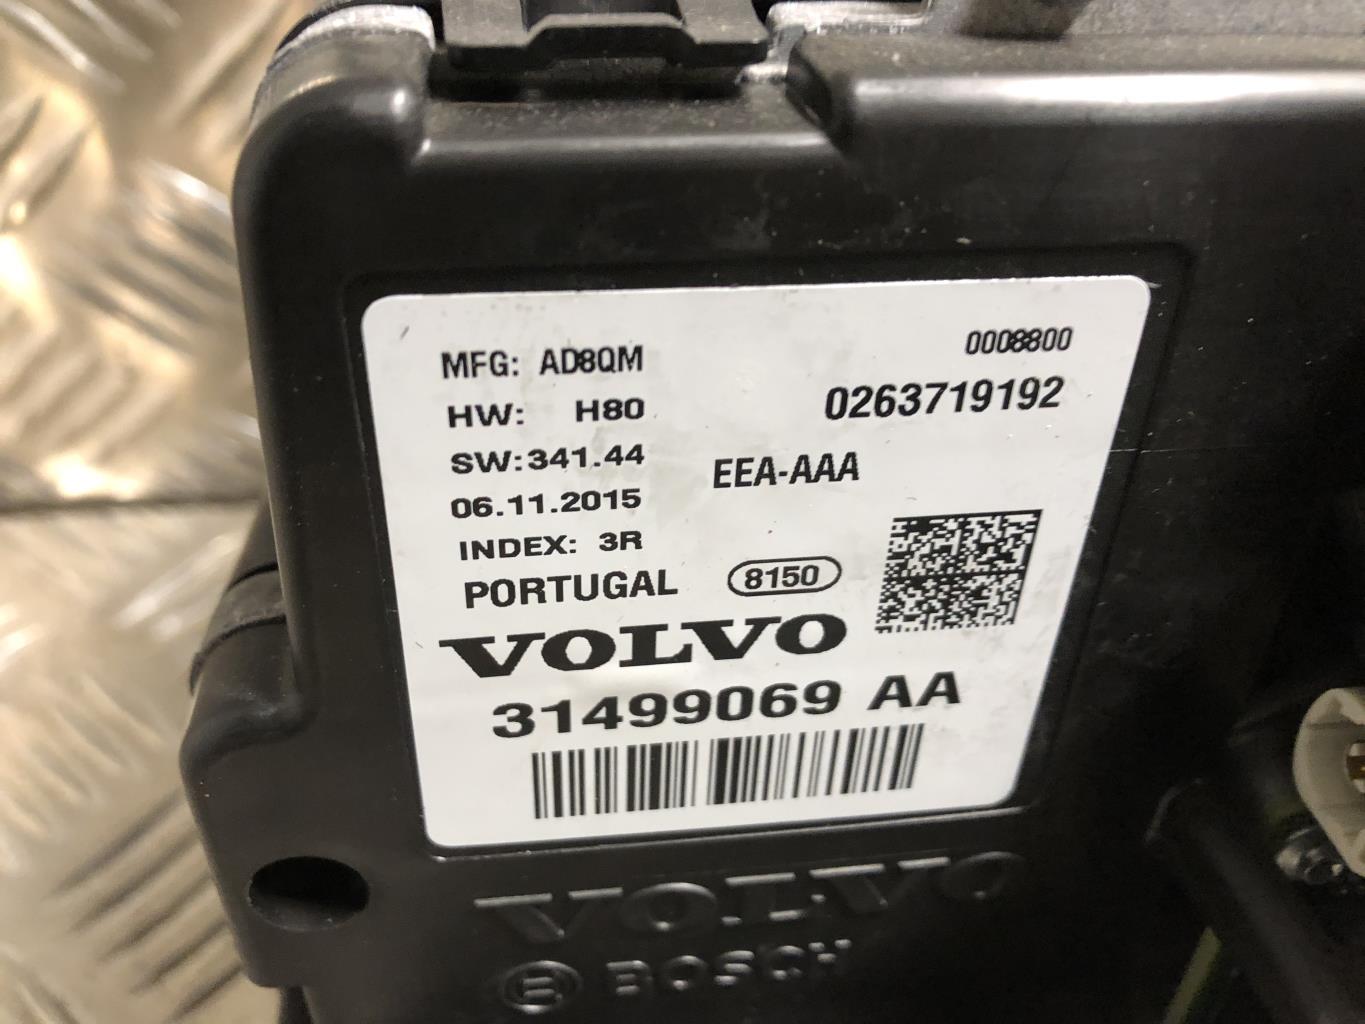 0008800
MFG: AD8QM
0263719192
HW: H80
SW:341.44
EEA-AAA
06.11.2015
INDEX: 3R
PORTUGAL 8150
VOLVO
31499069 AA
VOLVO
BOSCH